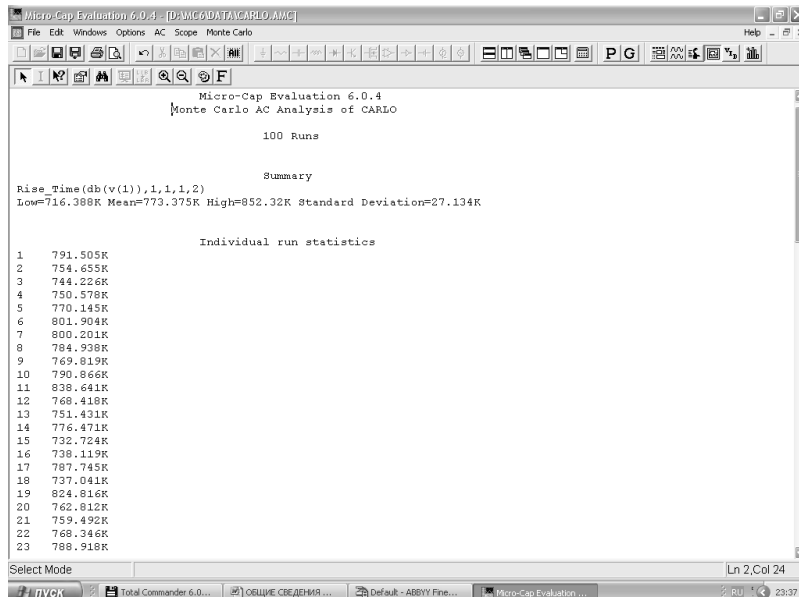 Micro-Cap Evaluation 6.0.4 - [D:\MC6\DATA\CARLO.AMC]
File Edit Windows Options AC Scope Monte Carlo Help
P G
F
Micro-Cap Evaluation 6.0.4
Monte Carlo AC Analysis of CARLO
100 Runs
Summary
Rise_Time(db(v(1)),1,1,1,2)
Low=716.388K Mean=773.375K High=852.32K Standard Deviation=27.134K
Individual run statistics
1 791.505K
2 754.655K
3 744.226K
4 750.578K
5 770.145K
6 801.904K
7 800.201K
8 784.938K
9 769.819K
10 790.866K
11 838.641K
12 768.418K
13 751.431K
14 776.471K
15 732.724K
16 738.119K
17 787.745K
18 737.041K
19 824.816K
20 762.812K
21 759.492K
22 768.346K
23 788.918K
Select Mode Ln 2,Col 24
пуск Total Commander 6.0... ОБЩИЕ СВЕДЕНИЯ ... Default - ABBYY Fine... Micro-Cap Evaluation ... RU 23:37